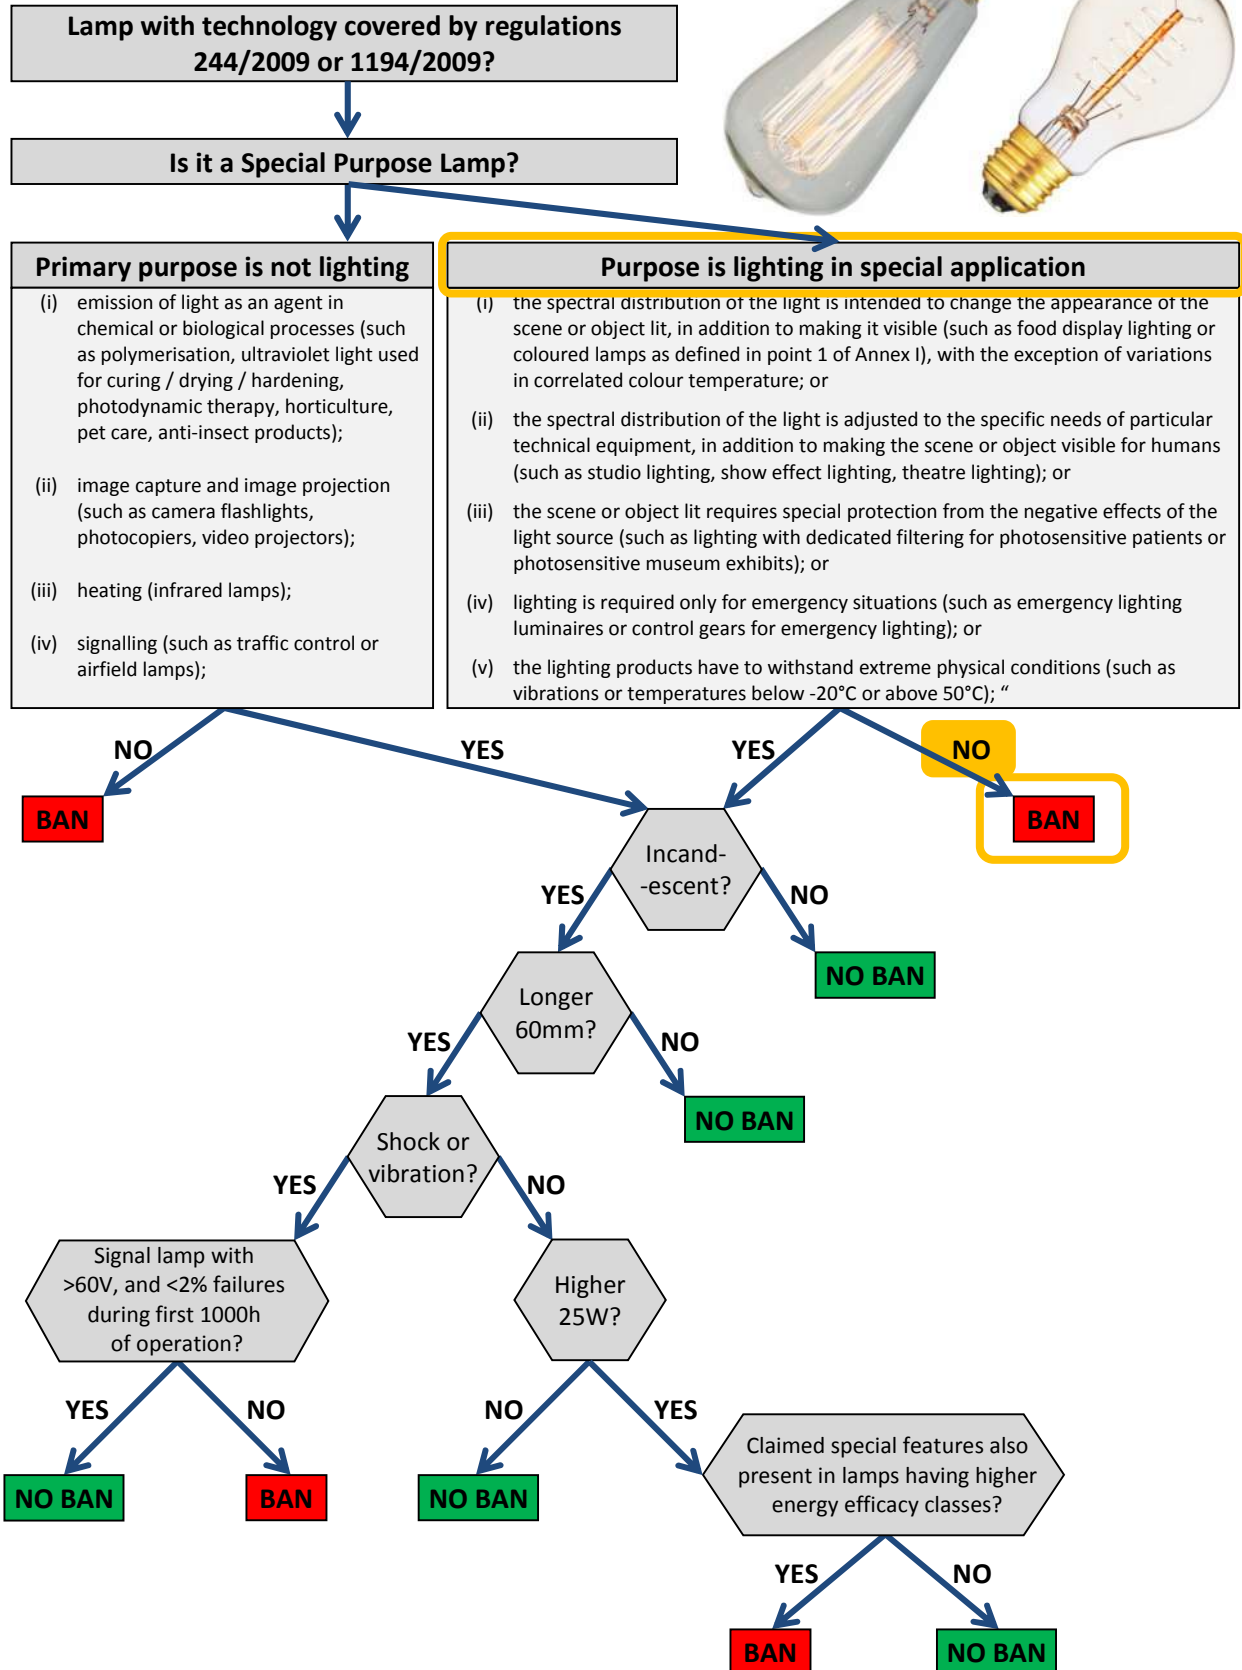 Lamp with technology covered by regulations
244/2009 or 1194/2009?
Is it a Special Purpose Lamp?
Primary purpose is not lighting
(i) emission of light as an agent in
chemical or biological processes (such
as polymerisation, ultraviolet light used
for curing / drying / hardening,
photodynamic therapy, horticulture,
pet care, anti-insect products);
(ii) image capture and image projection
(such as camera flashlights,
photocopiers, video projectors);
(iii) heating (infrared lamps);
(iv) signalling (such as traffic control or
airfield lamps);
Purpose is lighting in special application
(i) the spectral distribution of the light is intended to change the appearance of the
scene or object lit, in addition to making it visible (such as food display lighting or
coloured lamps as defined in point 1 of Annex I), with the exception of variations
in correlated colour temperature; or
(ii) the spectral distribution of the light is adjusted to the specific needs of particular
technical equipment, in addition to making the scene or object visible for humans
(such as studio lighting, show effect lighting, theatre lighting); or
(iii) the scene or object lit requires special protection from the negative effects of the
light source (such as lighting with dedicated filtering for photosensitive patients or
photosensitive museum exhibits); or
(iv) lighting is required only for emergency situations (such as emergency lighting
luminaires or control gears for emergency lighting); or
(v) the lighting products have to withstand extreme physical conditions (such as
vibrations or temperatures below -20°C or above 50°C); “
NO
YES
YES
NO
BAN
BAN
Incand-
-escent?
YES
NO
NO BAN
Longer
60mm?
YES
NO
NO BAN
Shock or
vibration?
YES
NO
Signal lamp with
>60V, and <2% failures
during first 1000h
of operation?
Higher
25W?
YES
NO
NO
YES
NO BAN
BAN
NO BAN
Claimed special features also
present in lamps having higher
energy efficacy classes?
YES
NO
BAN
NO BAN